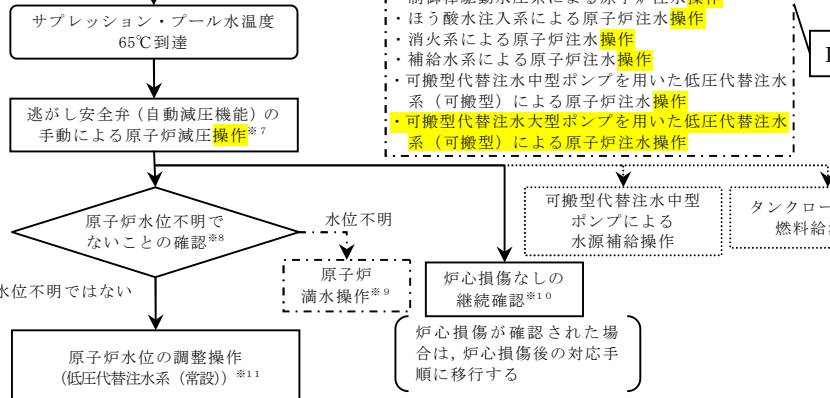 サプレッション・プール水温度
65℃到達
逃がし安全弁（自動減圧機能）の
手動による原子炉減圧操作※７
・ほう酸水注入系による原子炉注水操作
・消火系による原子炉注水操作
・補給水系による原子炉注水操作
・可搬型代替注水中型ポンプを用いた低圧代替注水
系（可搬型）による原子炉注水操作
・可搬型代替注水大型ポンプを用いた低圧代替注水
系（可搬型）による原子炉注水操作
原子炉水位不明で
ないことの確認※８
水位不明
可搬型代替注水中型
ポンプによる
水源補給操作
タンクロー
燃料給
原子炉
満水操作※９
炉心損傷なしの
継続確認※１０
水位不明ではない
炉心損傷が確認された場
合は，炉心損傷後の対応手
順に移行する
原子炉水位の調整操作
（低圧代替注水系（常設））※１１